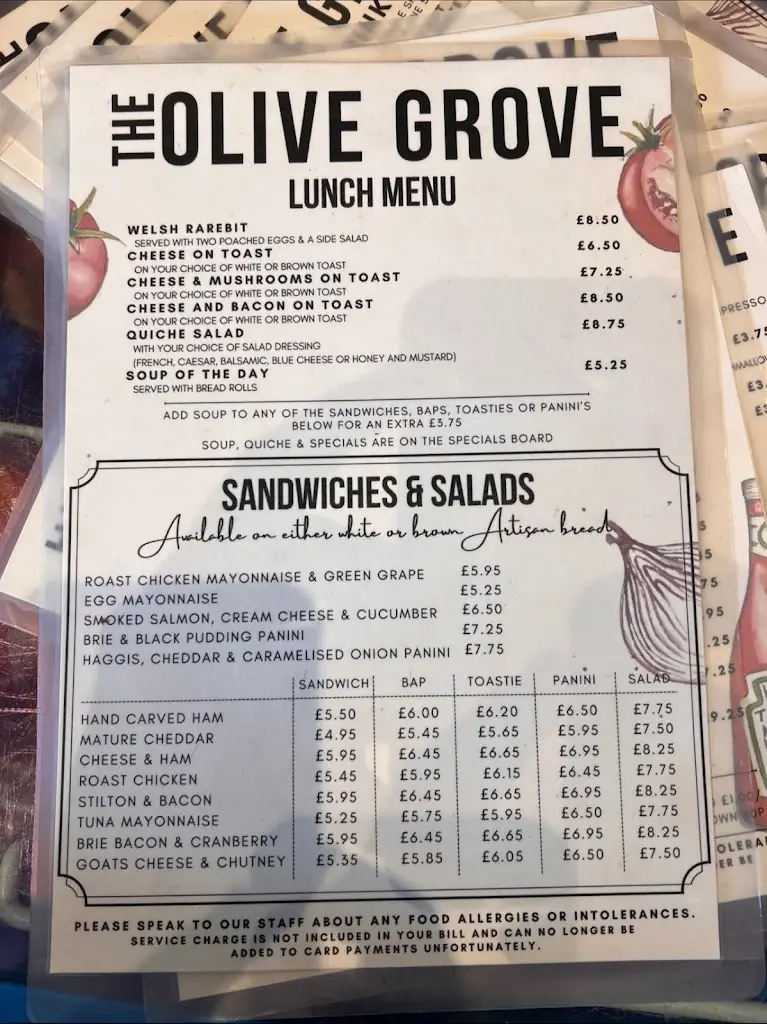 THE OLIVE GROVE
LUNCH MENU
WELSH RAREBIT £8.50
SERVED WITH TWO POACHED EGGS & A SIDE SALAD
CHEESE ON TOAST £6.50
ON YOUR CHOICE OF WHITE OR BROWN TOAST
CHEESE & MUSHROOMS ON TOAST £7.25
ON YOUR CHOICE OF WHITE OR BROWN TOAST
CHEESE AND BACON ON TOAST £8.50
ON YOUR CHOICE OF WHITE OR BROWN TOAST
QUICHE SALAD £8.75
WITH YOUR CHOICE OF SALAD DRESSING
(FRENCH, CAESAR, BALSAMIC, BLUE CHEESE OR HONEY AND MUSTARD)
SOUP OF THE DAY £5.25
SERVED WITH BREAD ROLLS
ADD SOUP TO ANY OF THE SANDWICHES, BAPS, TOASTIES OR PANINI'S
BELOW FOR AN EXTRA £3.75
SOUP, QUICHE & SPECIALS ARE ON THE SPECIALS BOARD
SANDWICHES & SALADS
Available on either white or brown Artisan bread
ROAST CHICKEN MAYONNAISE & GREEN GRAPE £5.95
EGG MAYONNAISE £5.25
SMOKED SALMON, CREAM CHEESE & CUCUMBER £6.50
BRIE & BLACK PUDDING PANINI £7.25
HAGGIS, CHEDDAR & CARAMELISED ONION PANINI £7.75
SANDWICH BAP TOASTIE PANINI SALAD
HAND CARVED HAM £5.50 £6.00 £6.20 £6.50 £7.75
MATURE CHEDDAR £4.95 £5.45 £5.65 £5.95 £7.50
CHEESE & HAM £5.95 £6.45 £6.65 £6.95 £8.25
ROAST CHICKEN £5.45 £5.95 £6.15 £6.45 £7.75
STILTON & BACON £5.95 £6.45 £6.65 £6.95 £8.25
TUNA MAYONNAISE £5.25 £5.75 £5.95 £6.50 £7.75
BRIE BACON & CRANBERRY £5.95 £6.45 £6.65 £6.95 £8.25
GOATS CHEESE & CHUTNEY £5.35 £5.85 £6.05 £6.50 £7.50
PLEASE SPEAK TO OUR STAFF ABOUT ANY FOOD ALLERGIES OR INTOLERANCES.
SERVICE CHARGE IS NOT INCLUDED IN YOUR BILL AND CAN NO LONGER BE
ADDED TO CARD PAYMENTS UNFORTUNATELY.